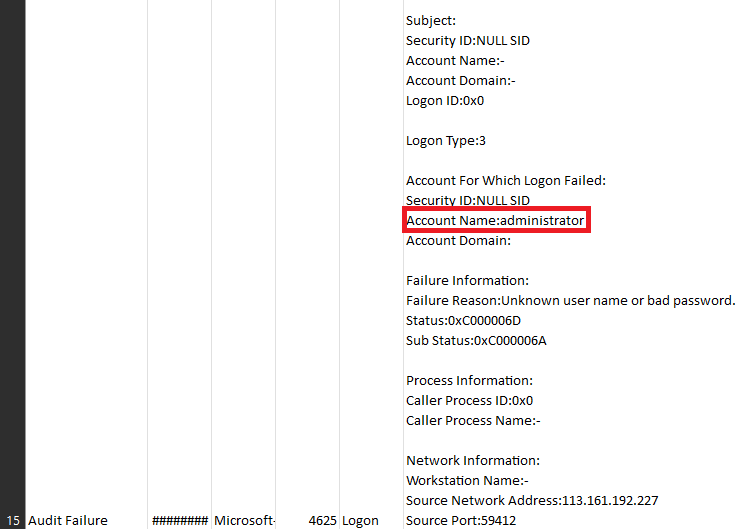 Subject:
Security ID:NULL SID
Account Name:-
Account Domain:-
Logon ID:0x0
Logon Type:3
Account For Which Logon Failed:
Security ID:NULL SID
Account Name:administrator
Account Domain:
Failure Information:
Failure Reason:Unknown user name or bad password.
Status:0xC000006D
Sub Status:0xC000006A
Process Information:
Caller Process ID:0x0
Caller Process Name:-
Network Information:
Workstation Name:-
Source Network Address:113.161.192.227
15 Audit Failure ######## Microsoft- 4625 Logon Source Port:59412